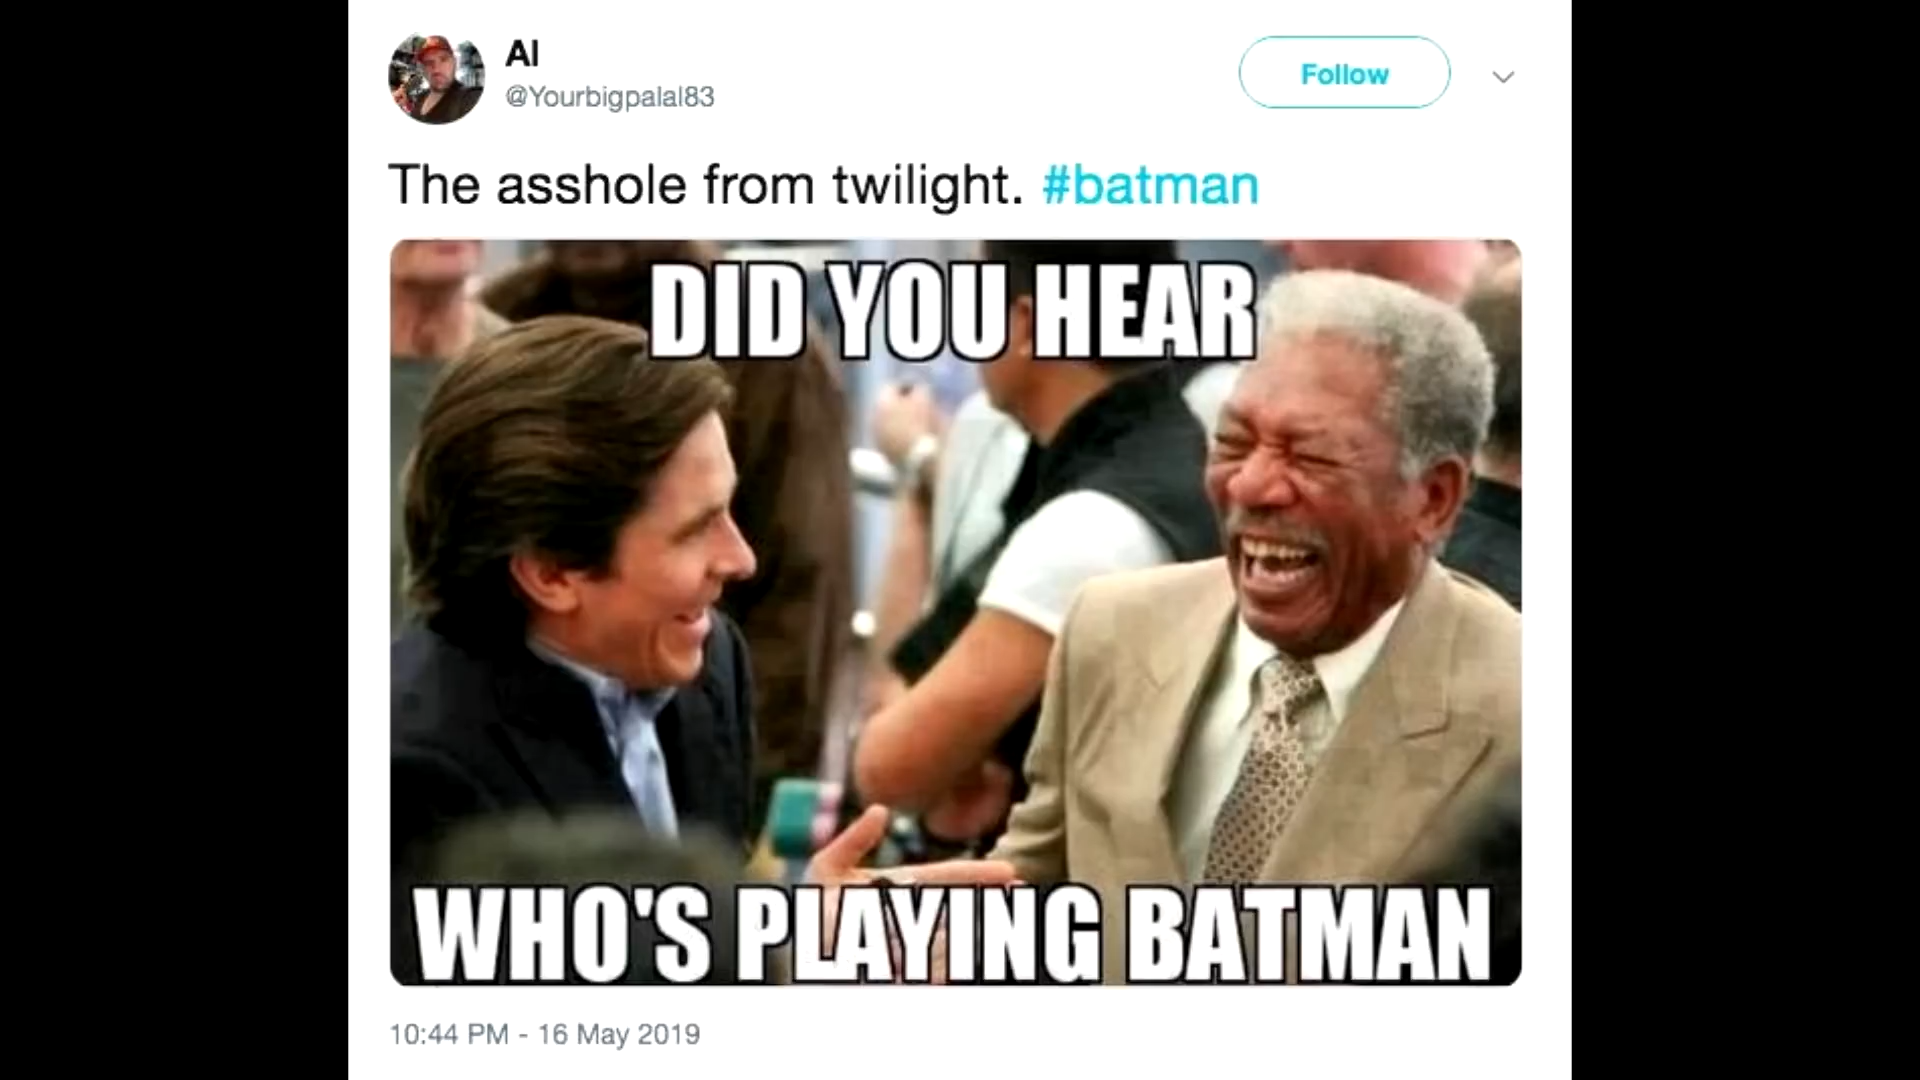 Al
@Yourbigpalal83
Follow
The asshole from twilight. #batman
DID YOU HEAR
WHO'S PLAYING BATMAN
10:44 PM - 16 May 2019